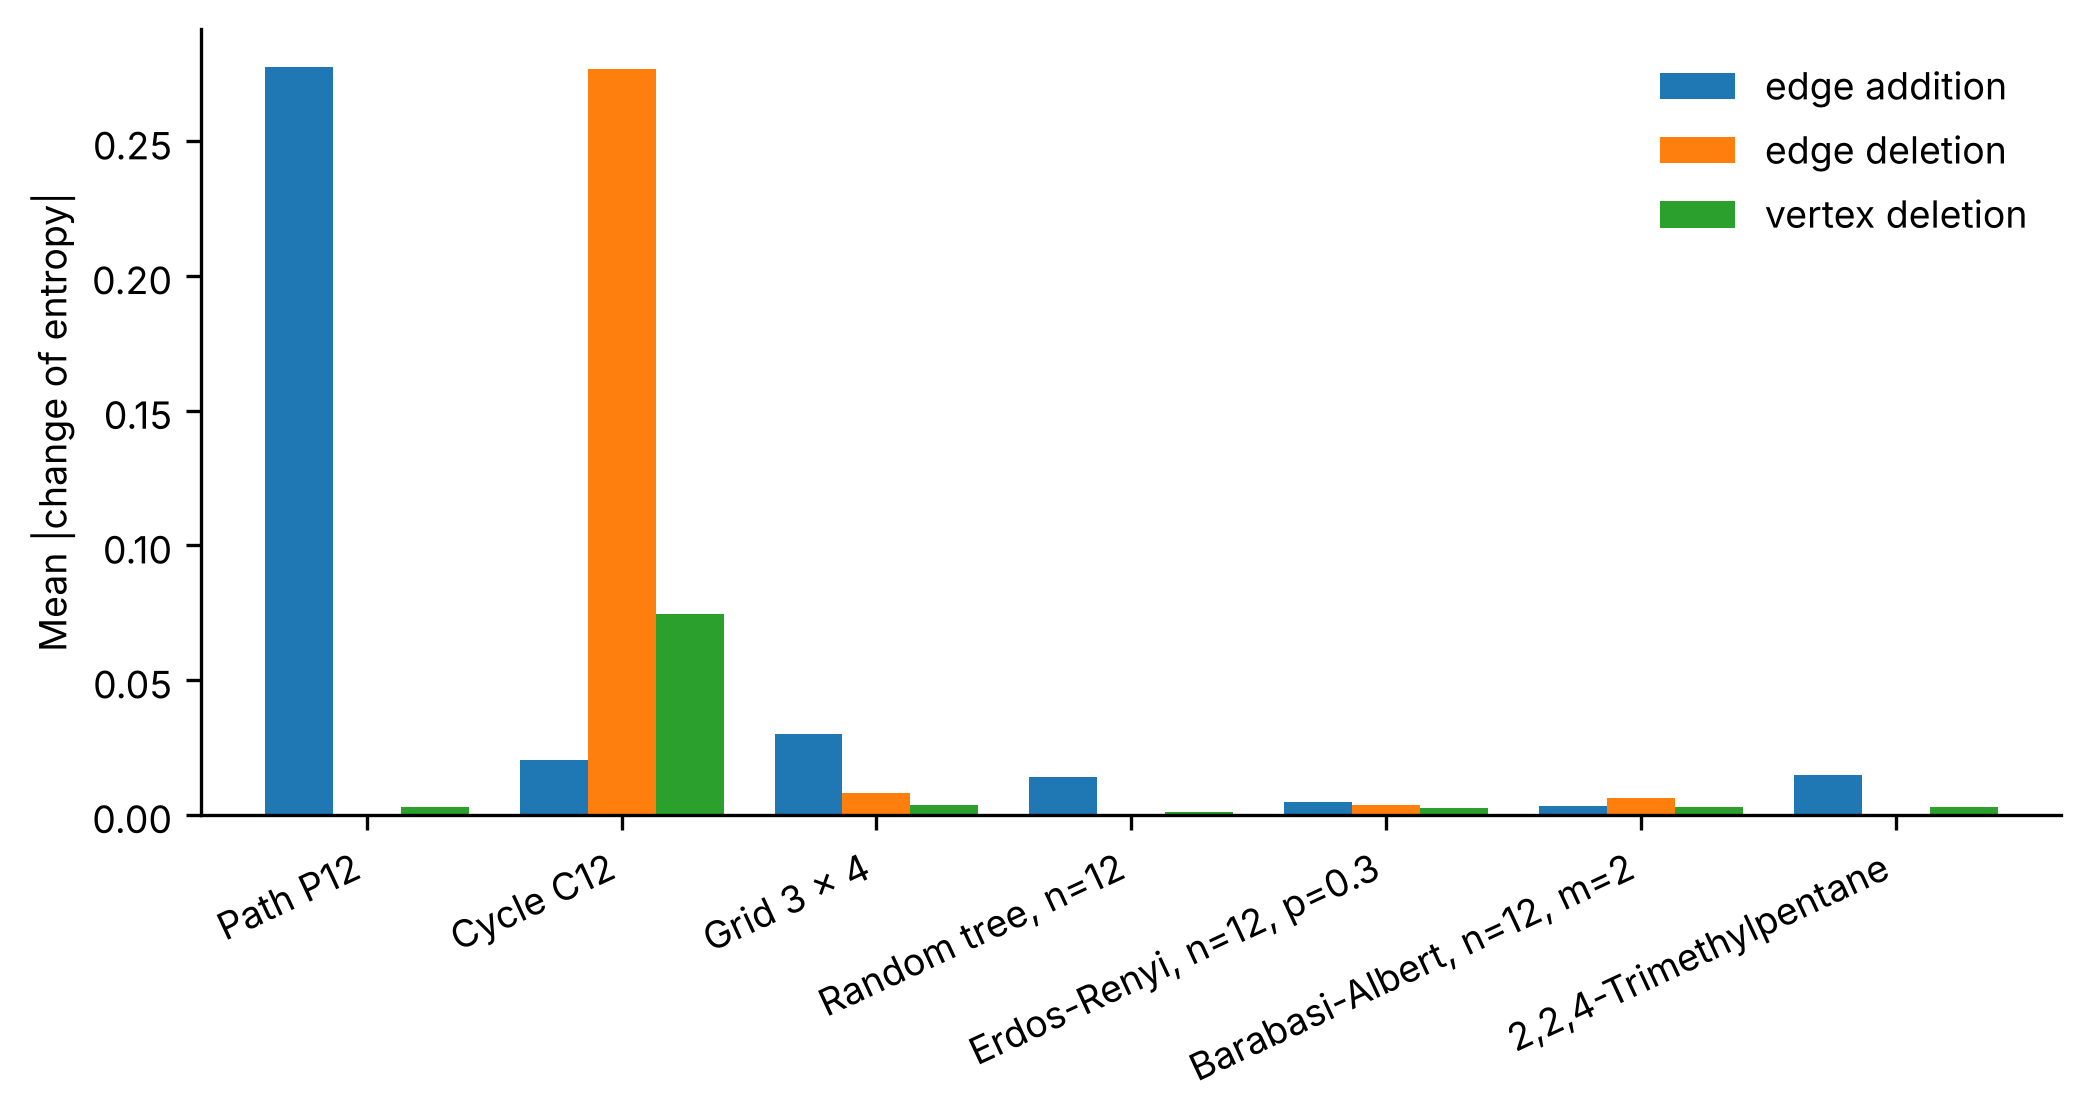 Mean |change of entropy|
0.25
0.20
0.15
0.10
0.05
0.00
edge addition
edge deletion
vertex deletion
Path P12
Cycle C12
Grid 3 × 4
Random tree, n=12
Erdos-Renyi, n=12, p=0.3
Barabasi-Albert, n=12, m=2
2,2,4-Trimethylpentane